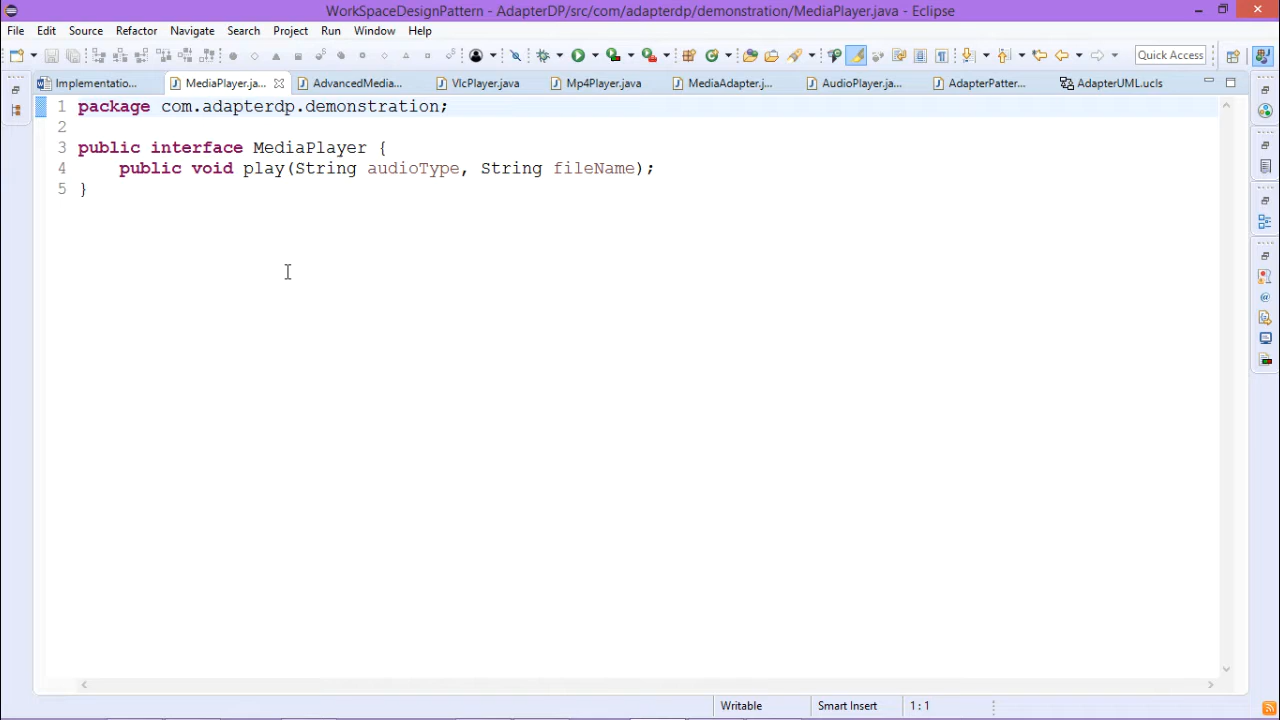 WorkSpaceDesignPattern - AdapterDP/src/com/adapterdp/demonstration/MediaPlayer.java - Eclipse
File Edit Source Refactor Navigate Search Project Run Window Help
Quick Access
Implementatio... MediaPlayer.ja... AdvancedMedia... VlcPlayer.java Mp4Player.java MediaAdapter.j... AudioPlayer.ja... AdapterPatter... AdapterUML.ucls
1 package com.adapterdp.demonstration;
2
3 public interface MediaPlayer {
4 public void play(String audioType, String fileName);
5 }
Writable Smart Insert 1 : 1